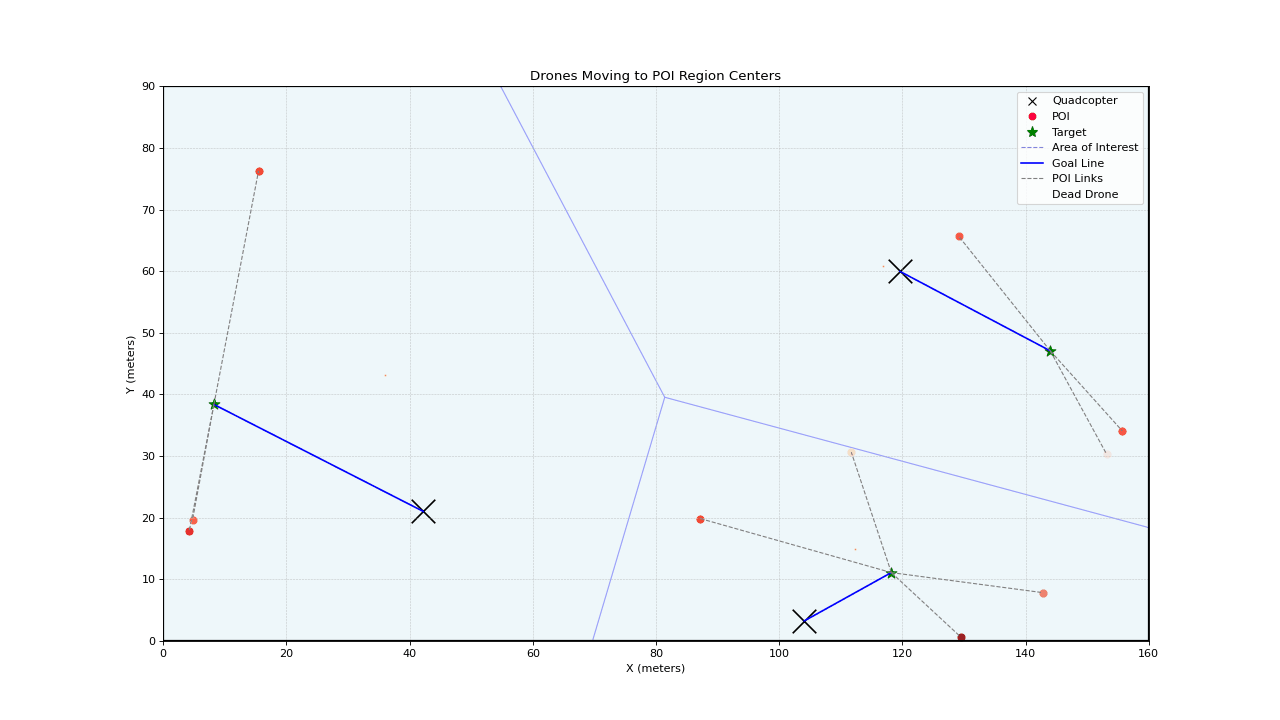 Drones Moving to POI Region Centers
Quadcopter
POI
Target
Area of Interest
Goal Line
POI Links
Dead Drone
Y (meters)
90
80
70
60
50
40
30
20
10
0
0 20 40 60 80 100 120 140 160
X (meters)